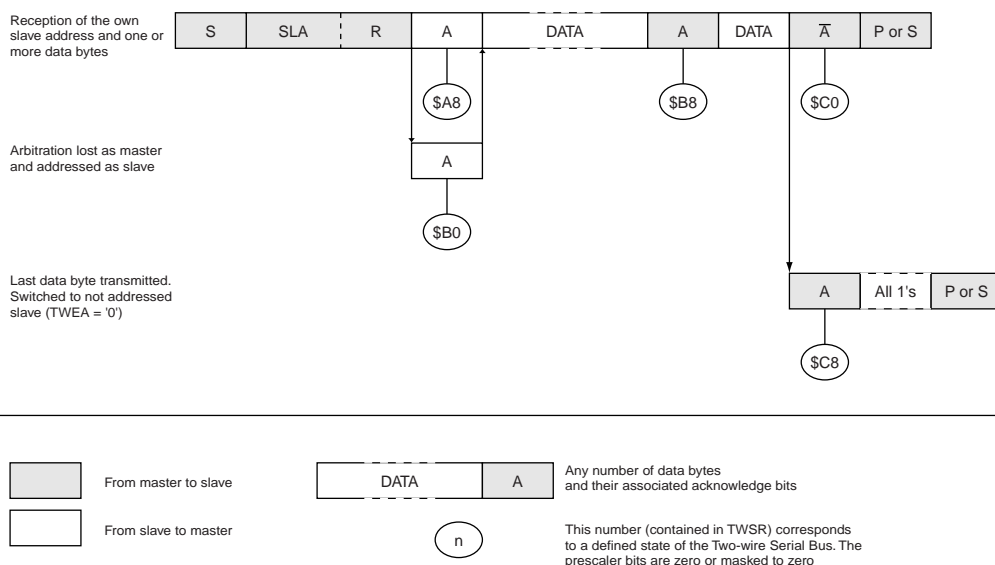 Reception of the own
slave address and one or
more data bytes
S SLA R A DATA A DATA A̅ P or S
$A8 $B8 $C0
Arbitration lost as master
and addressed as slave
A
$B0
Last data byte transmitted.
Switched to not addressed
slave (TWEA = '0')
A All 1's P or S
$C8
From master to slave
DATA A
Any number of data bytes
and their associated acknowledge bits
From slave to master
n
This number (contained in TWSR) corresponds
to a defined state of the Two-wire Serial Bus. The
prescaler bits are zero or masked to zero